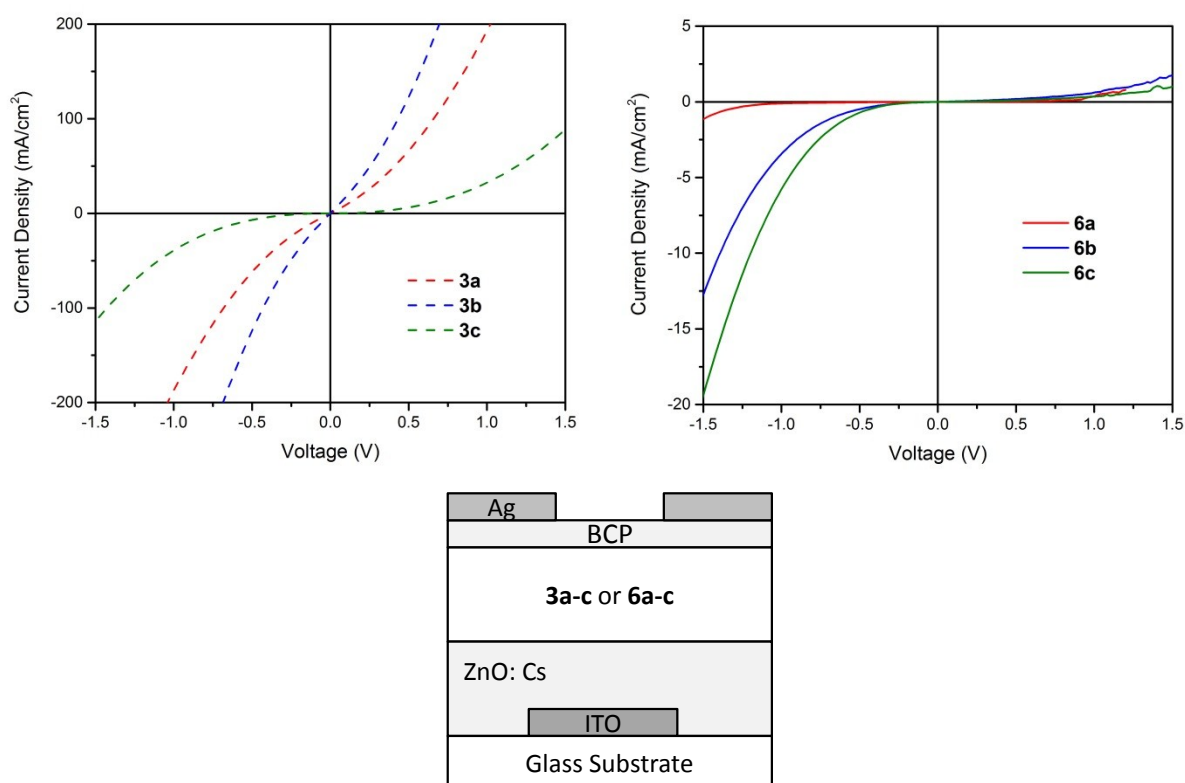 200
100
0
-100
-200
Current Density (mA/cm²)
-1.5 -1.0 -0.5 0.0 0.5 1.0 1.5
Voltage (V)
3a
3b
3c
5
0
-5
-10
-15
-20
Current Density (mA/cm²)
-1.5 -1.0 -0.5 0.0 0.5 1.0 1.5
Voltage (V)
6a
6b
6c
Ag
BCP
3a-c or 6a-c
ZnO: Cs
ITO
Glass Substrate